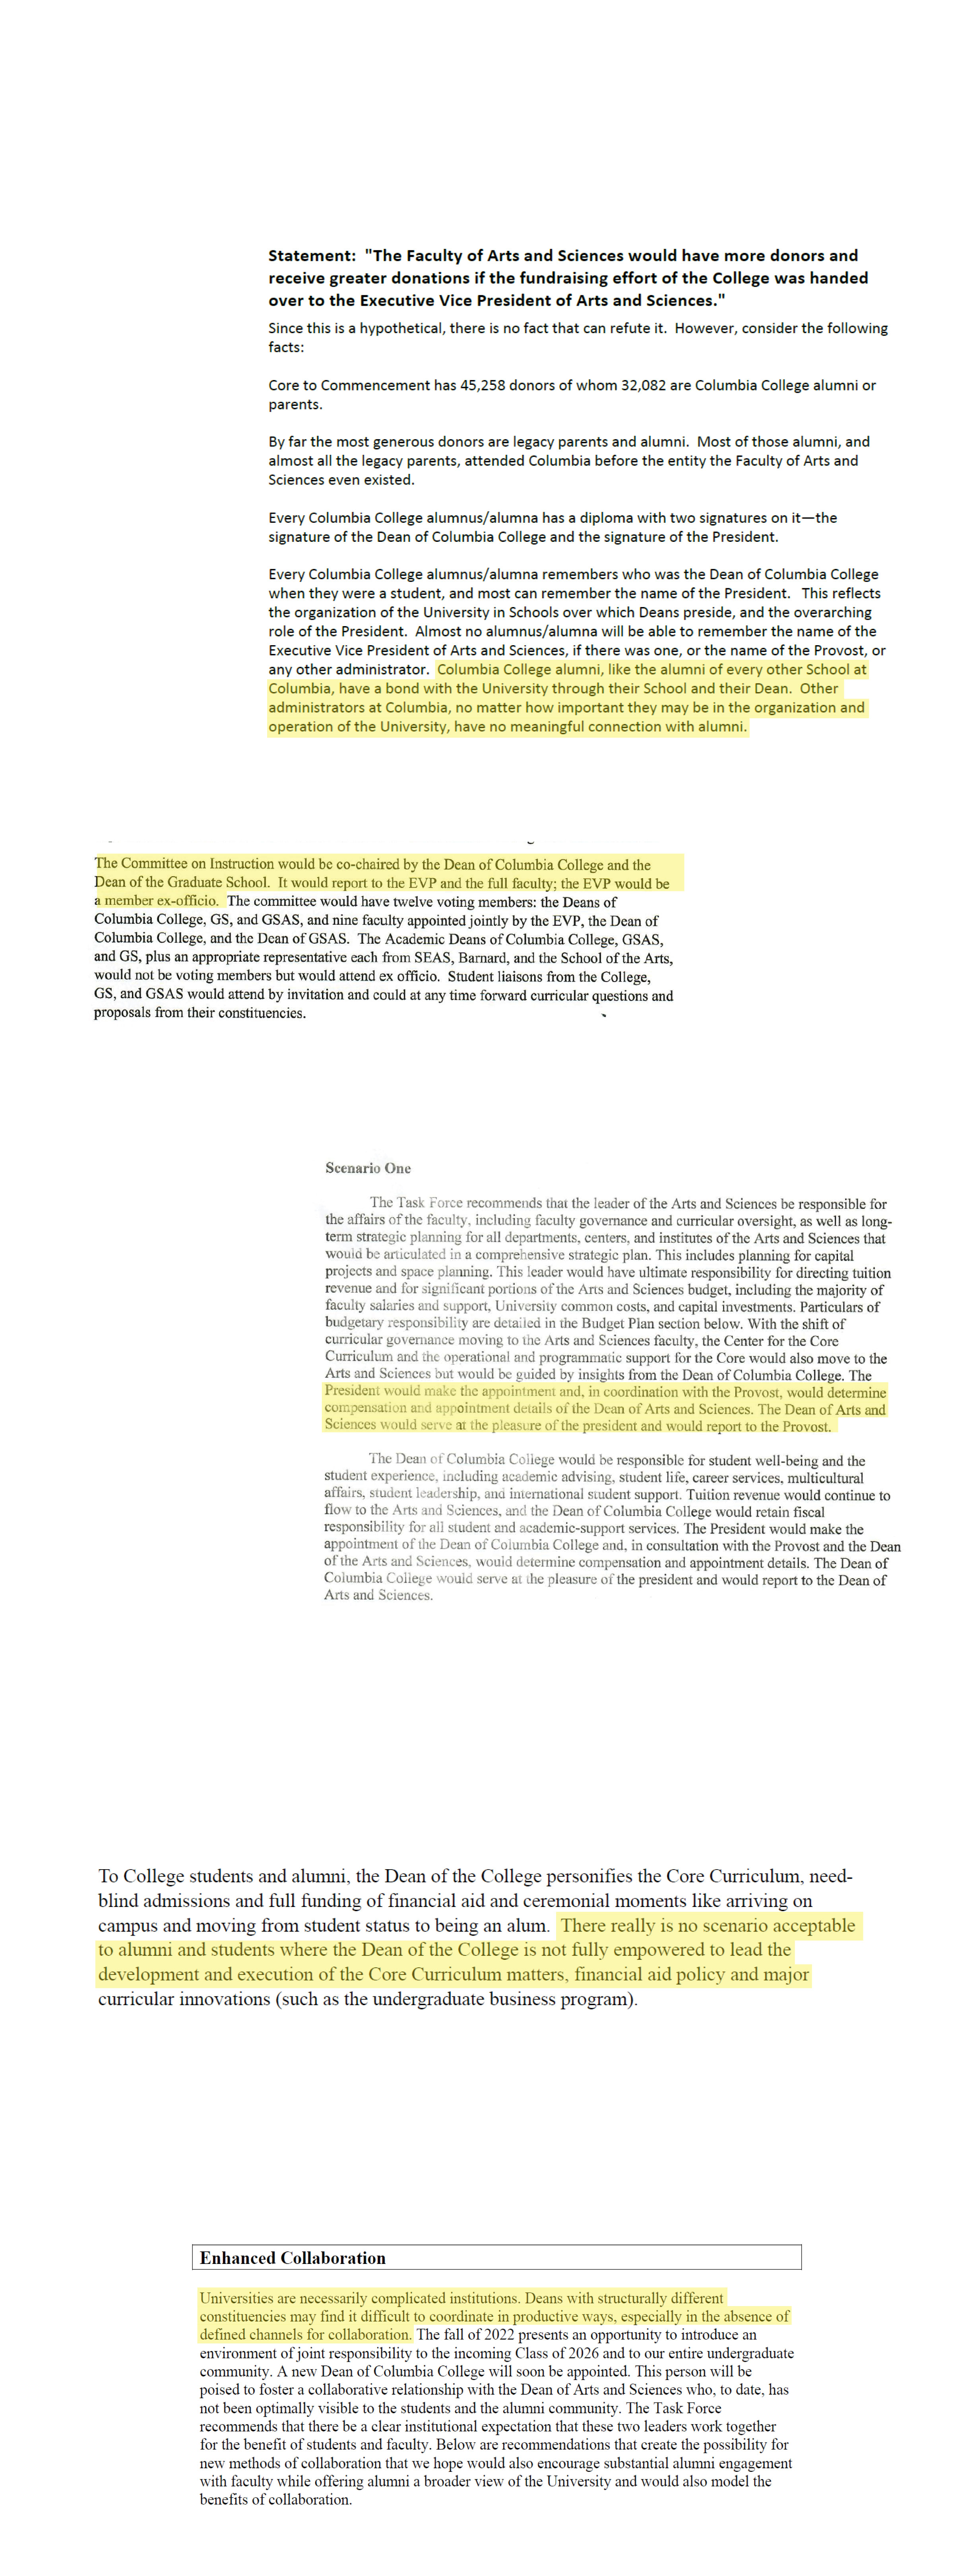 Statement:  "The Faculty of Arts and Sciences would have more donors and
receive greater donations if the fundraising effort of the College was handed
over to the Executive Vice President of Arts and Sciences."
Since this is a hypothetical, there is no fact that can refute it.  However, consider the following
facts:
Core to Commencement has 45,258 donors of whom 32,082 are Columbia College alumni or
parents.
By far the most generous donors are legacy parents and alumni.  Most of those alumni, and
almost all the legacy parents, attended Columbia before the entity the Faculty of Arts and
Sciences even existed.
Every Columbia College alumnus/alumna has a diploma with two signatures on it—the
signature of the Dean of Columbia College and the signature of the President.
Every Columbia College alumnus/alumna remembers who was the Dean of Columbia College
when they were a student, and most can remember the name of the President.   This reflects
the organization of the University in Schools over which Deans preside, and the overarching
role of the President.  Almost no alumnus/alumna will be able to remember the name of the
Executive Vice President of Arts and Sciences, if there was one, or the name of the Provost, or
any other administrator.  Columbia College alumni, like the alumni of every other School at
Columbia, have a bond with the University through their School and their Dean.  Other
administrators at Columbia, no matter how important they may be in the organization and
operation of the University, have no meaningful connection with alumni.
The Committee on Instruction would be co-chaired by the Dean of Columbia College and the
Dean of the Graduate School.  It would report to the EVP and the full faculty; the EVP would be
a member ex-officio.  The committee would have twelve voting members: the Deans of
Columbia College, GS, and GSAS, and nine faculty appointed jointly by the EVP, the Dean of
Columbia College, and the Dean of GSAS.  The Academic Deans of Columbia College, GSAS,
and GS, plus an appropriate representative each from SEAS, Barnard, and the School of the Arts,
would not be voting members but would attend ex officio.  Student liaisons from the College,
GS, and GSAS would attend by invitation and could at any time forward curricular questions and
proposals from their constituencies.
Scenario One
The Task Force recommends that the leader of the Arts and Sciences be responsible for
the affairs of the faculty, including faculty governance and curricular oversight, as well as long-
term strategic planning for all departments, centers, and institutes of the Arts and Sciences that
would be articulated in a comprehensive strategic plan. This includes planning for capital
projects and space planning. This leader would have ultimate responsibility for directing tuition
revenue and for significant portions of the Arts and Sciences budget, including the majority of
faculty salaries and support, University common costs, and capital investments. Particulars of
budgetary responsibility are detailed in the Budget Plan section below. With the shift of
curricular governance moving to the Arts and Sciences faculty, the Center for the Core
Curriculum and the operational and programmatic support for the Core would also move to the
Arts and Sciences but would be guided by insights from the Dean of Columbia College. The
President would make the appointment and, in coordination with the Provost, would determine
compensation and appointment details of the Dean of Arts and Sciences. The Dean of Arts and
Sciences would serve at the pleasure of the president and would report to the Provost.
The Dean of Columbia College would be responsible for student well-being and the
student experience, including academic advising, student life, career services, multicultural
affairs, student leadership, and international student support. Tuition revenue would continue to
flow to the Arts and Sciences, and the Dean of Columbia College would retain fiscal
responsibility for all student and academic-support services. The President would make the
appointment of the Dean of Columbia College and, in consultation with the Provost and the Dean
of the Arts and Sciences, would determine compensation and appointment details. The Dean of
Columbia College would serve at the pleasure of the president and would report to the Dean of
Arts and Sciences.
To College students and alumni, the Dean of the College personifies the Core Curriculum, need-
blind admissions and full funding of financial aid and ceremonial moments like arriving on
campus and moving from student status to being an alum.  There really is no scenario acceptable
to alumni and students where the Dean of the College is not fully empowered to lead the
development and execution of the Core Curriculum matters, financial aid policy and major
curricular innovations (such as the undergraduate business program).
Enhanced Collaboration
Universities are necessarily complicated institutions. Deans with structurally different
constituencies may find it difficult to coordinate in productive ways, especially in the absence of
defined channels for collaboration. The fall of 2022 presents an opportunity to introduce an
environment of joint responsibility to the incoming Class of 2026 and to our entire undergraduate
community. A new Dean of Columbia College will soon be appointed. This person will be
poised to foster a collaborative relationship with the Dean of Arts and Sciences who, to date, has
not been optimally visible to the students and the alumni community. The Task Force
recommends that there be a clear institutional expectation that these two leaders work together
for the benefit of students and faculty. Below are recommendations that create the possibility for
new methods of collaboration that we hope would also encourage substantial alumni engagement
with faculty while offering alumni a broader view of the University and would also model the
benefits of collaboration.